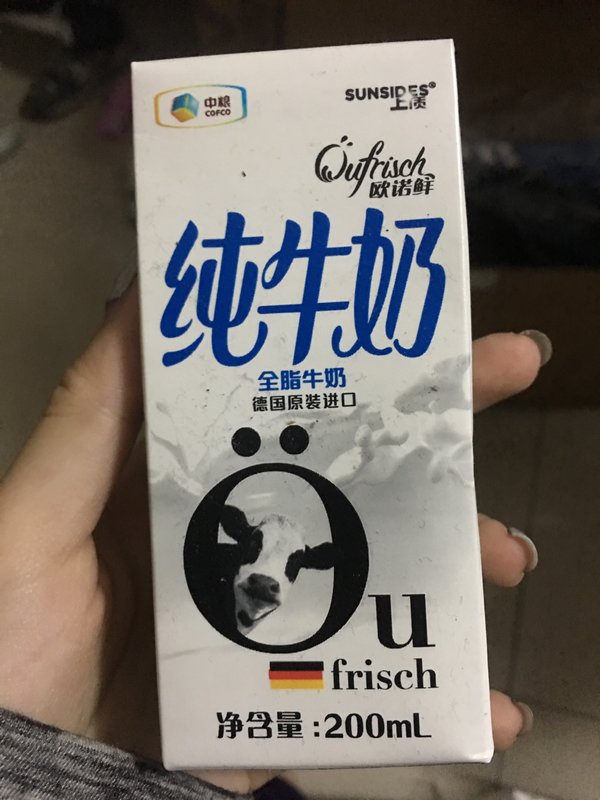 中粮
COFCO
SUNSIDES®
上质
Öufrisch
欧诺鲜
纯牛奶
全脂牛奶
德国原装进口
Öu
frisch
净含量:200mL